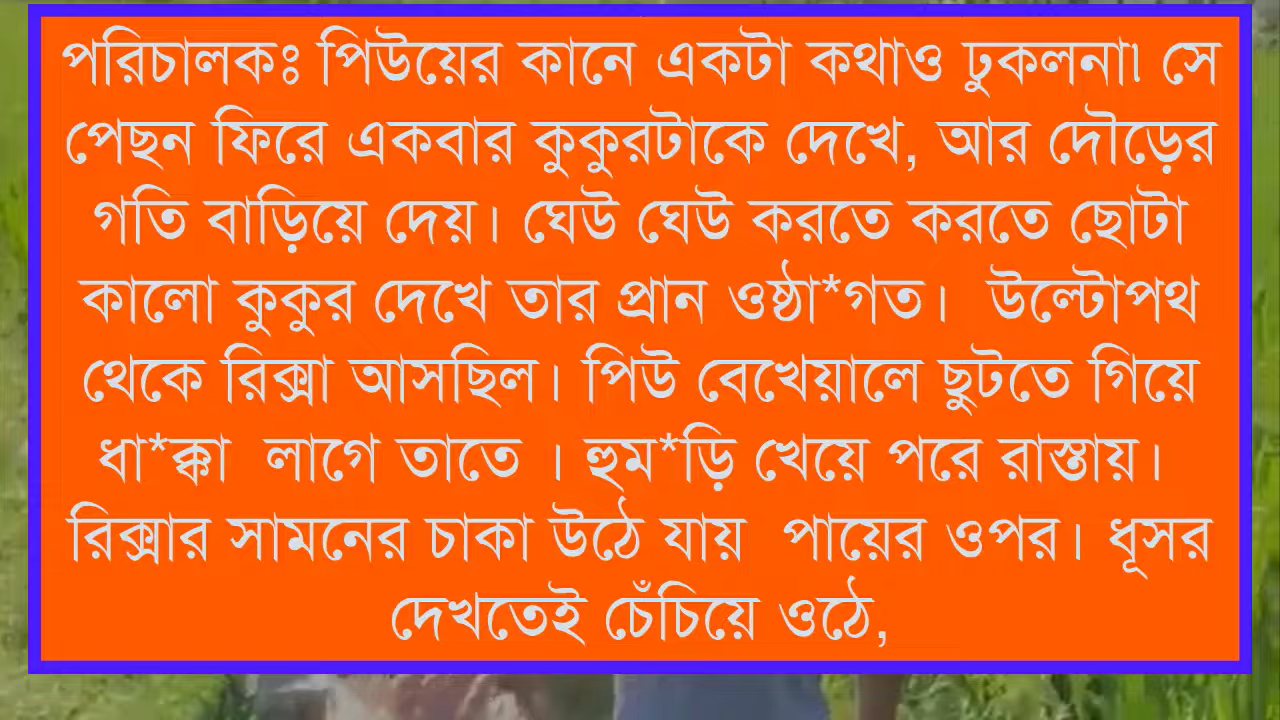 পরিচালকঃ পিউয়ের কানে একটা কথাও ঢুকলনা৷ সে
পেছন ফিরে একবার কুকুরটাকে দেখে, আর দৌড়ের
গতি বাড়িয়ে দেয়। ঘেউ ঘেউ করতে করতে ছোটা
কালো কুকুর দেখে তার প্রান ওষ্ঠা*গত। উল্টোপথ
থেকে রিক্সা আসছিল। পিউ বেখেয়ালে ছুটতে গিয়ে
ধা*ক্কা লাগে তাতে । হুম*ড়ি খেয়ে পরে রাস্তায়।
রিক্সার সামনের চাকা উঠে যায় পায়ের ওপর। ধূসর
দেখতেই চেঁচিয়ে ওঠে,